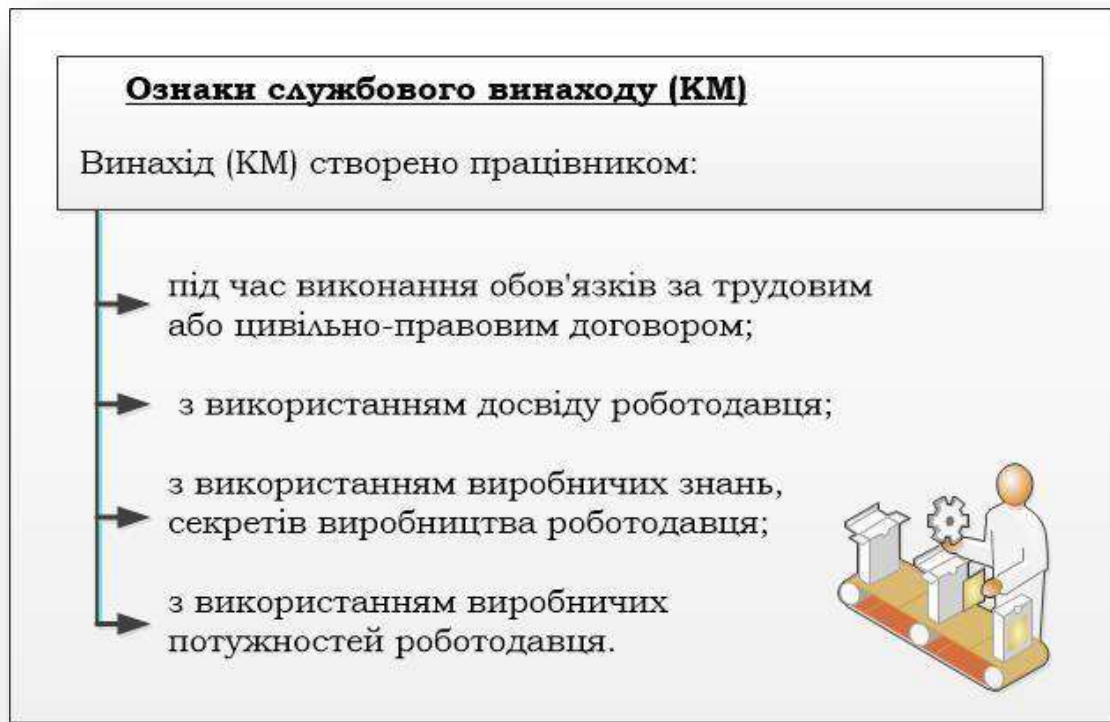 Ознаки службового винаходу (КМ)
Винахід (КМ) створено працівником:
під час виконання обов'язків за трудовим
або цивільно-правовим договором;
з використанням досвіду роботодавця;
з використанням виробничих знань,
секретів виробництва роботодавця;
з використанням виробничих
потужностей роботодавця.